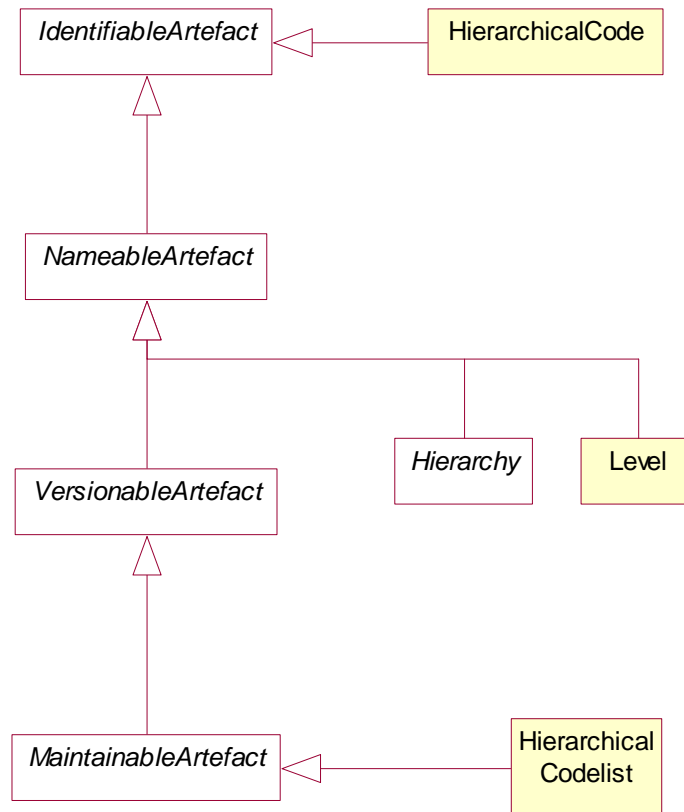 IdentifiableArtefact
HierarchicalCode
NameableArtefact
Hierarchy
Level
VersionableArtefact
MaintainableArtefact
Hierarchical
Codelist